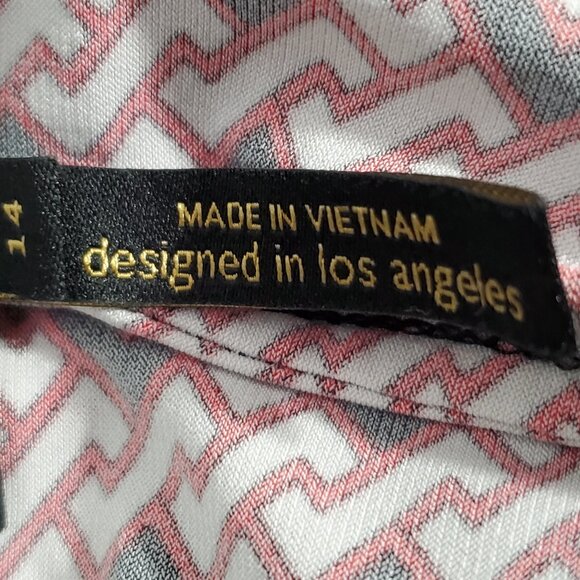 14
MADE IN VIETNAM
designed in los angeles